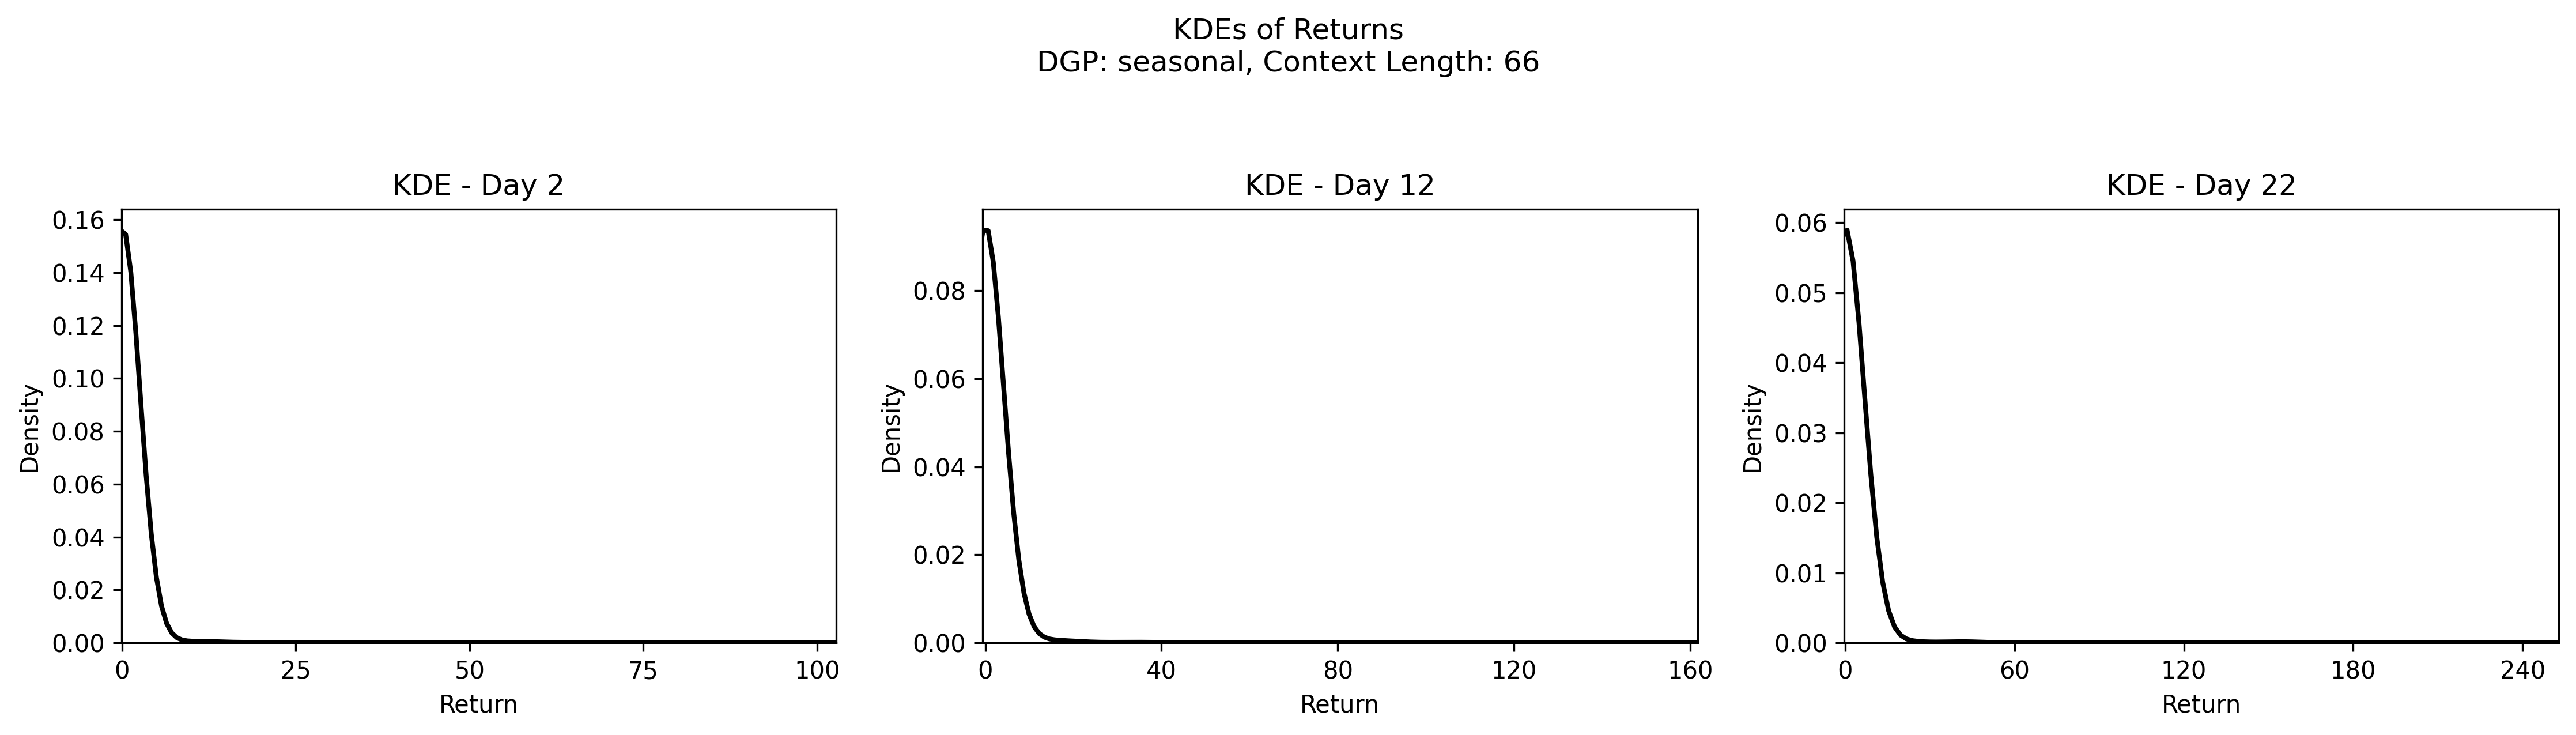 KDEs of Returns
DGP: seasonal, Context Length: 66
KDE - Day 2
0.16
0.14
0.12
0.10
0.08
0.06
0.04
0.02
0.00
Density
0 25 50 75 100
Return
KDE - Day 12
0.08
0.06
0.04
0.02
0.00
Density
0 40 80 120 160
Return
KDE - Day 22
0.06
0.05
0.04
0.03
0.02
0.01
0.00
Density
0 60 120 180 240
Return